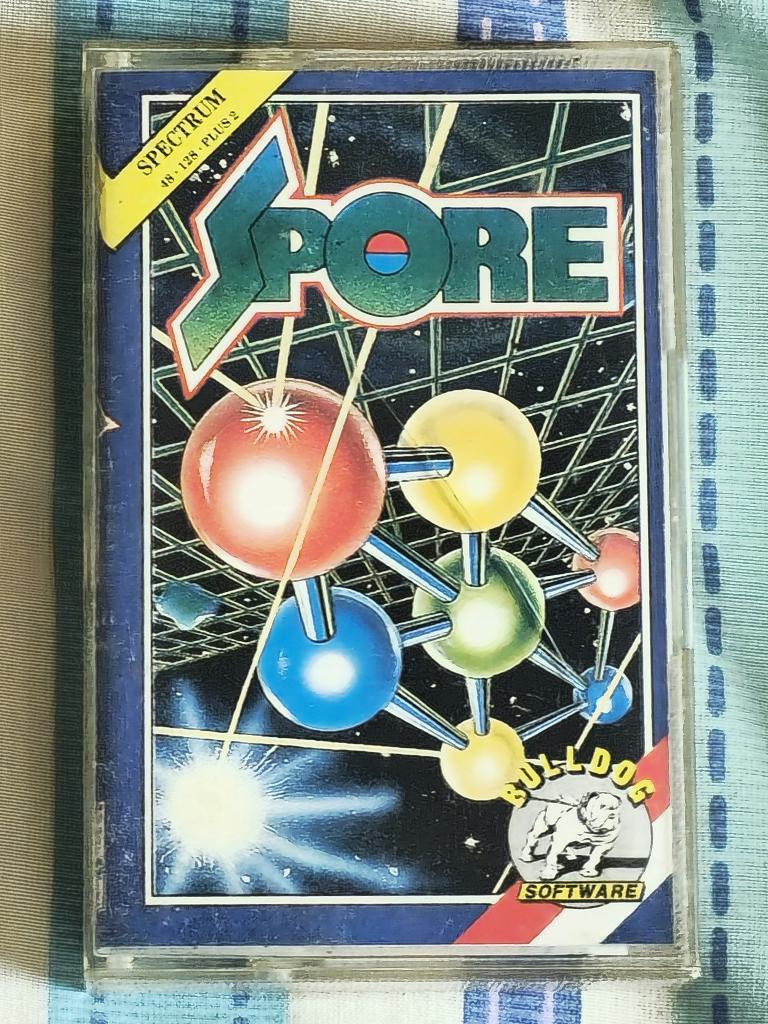 SPECTRUM
48 · 128 · PLUS 2
SPORE
BULLDOG
SOFTWARE